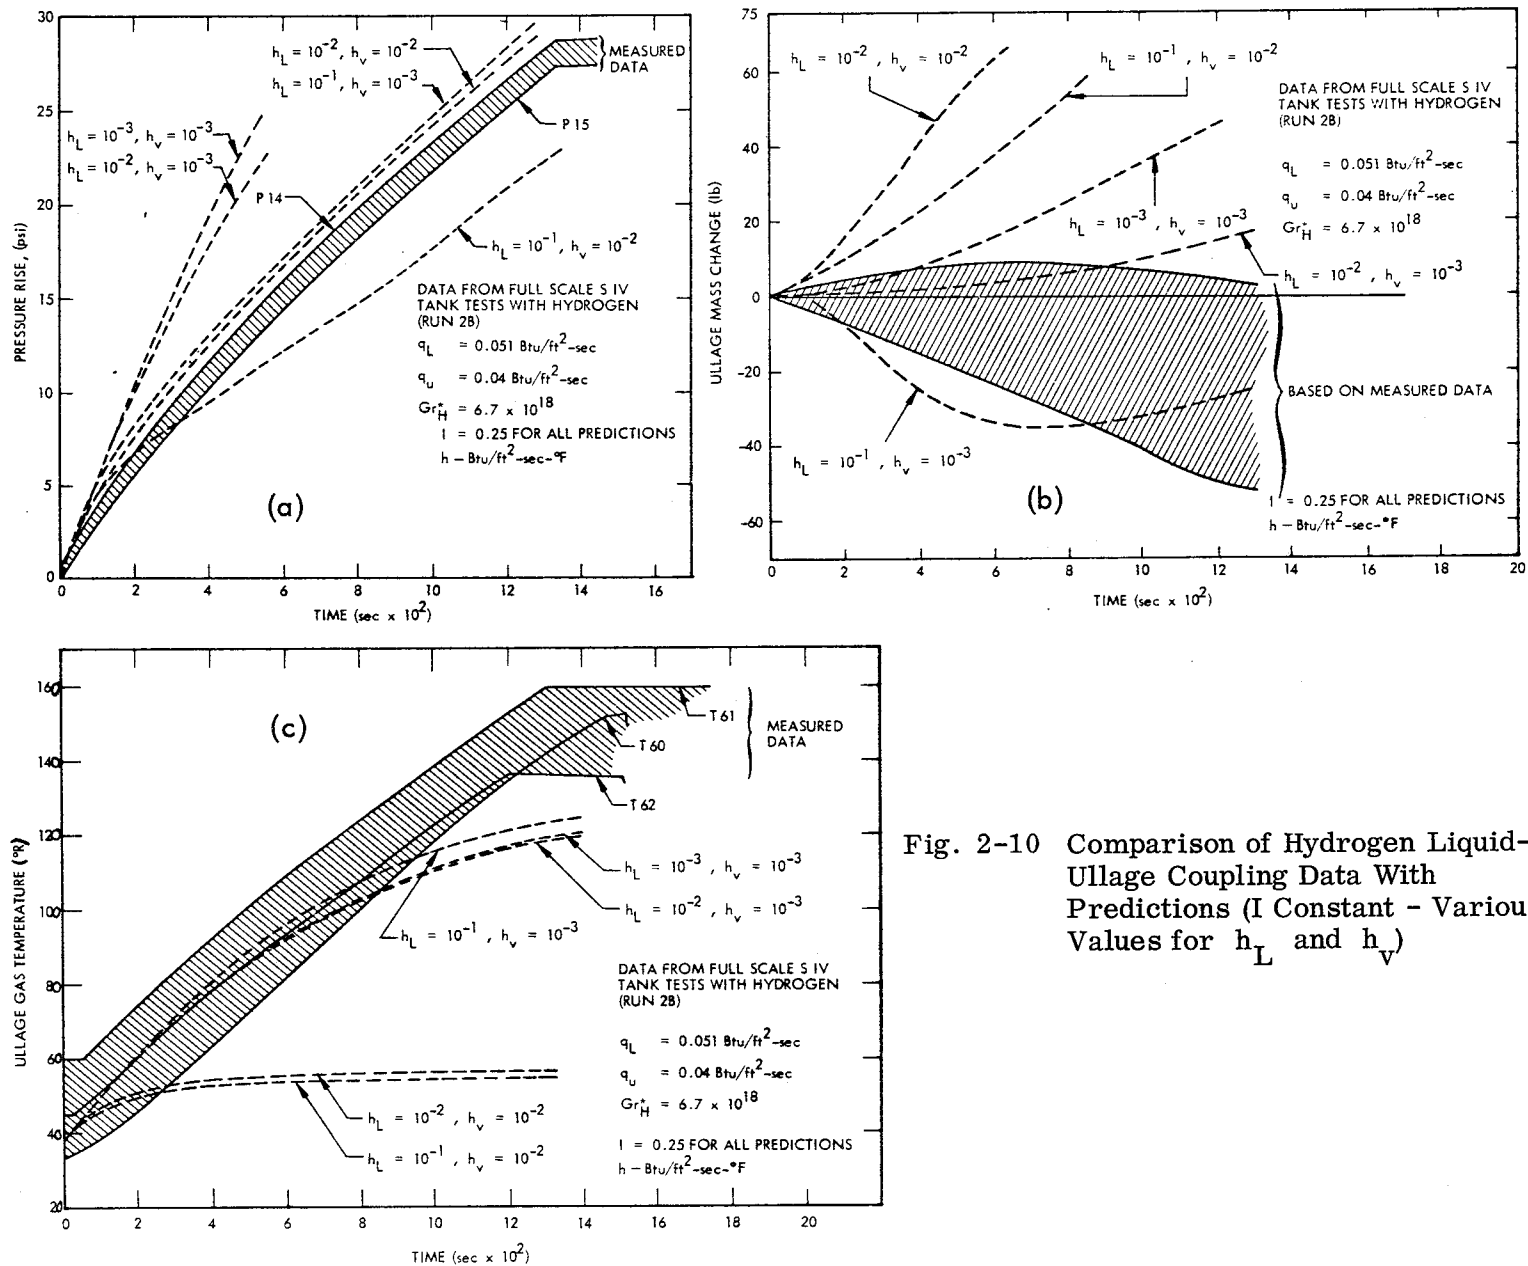 30
25
20
15
10
5
0
PRESSURE RISE, (psi)
h_L = 10^-2, h_v = 10^-2
h_L = 10^-1, h_v = 10^-3
MEASURED
DATA
h_L = 10^-3, h_v = 10^-3
h_L = 10^-2, h_v = 10^-3
P 15
P 14
h_L = 10^-1, h_v = 10^-2
DATA FROM FULL SCALE S IV
TANK TESTS WITH HYDROGEN
(RUN 2B)
q_L = 0.051 Btu/ft^2-sec
q_u = 0.04 Btu/ft^2-sec
Gr*_H = 6.7 x 10^18
I = 0.25 FOR ALL PREDICTIONS
h – Btu/ft^2-sec-°F
(a)
0 2 4 6 8 10 12 14 16
TIME (sec x 10^2)
75
60
40
20
0
-20
-40
-60
ULLAGE MASS CHANGE (lb)
h_L = 10^-2 , h_v = 10^-2
h_L = 10^-1 , h_v = 10^-2
DATA FROM FULL SCALE S IV
TANK TESTS WITH HYDROGEN
(RUN 2B)
q_L = 0.051 Btu/ft^2-sec
q_u = 0.04 Btu/ft^2-sec
Gr*_H = 6.7 x 10^18
h_L = 10^-3 , h_v = 10^-3
h_L = 10^-2 , h_v = 10^-3
BASED ON MEASURED DATA
h_L = 10^-1 , h_v = 10^-3
(b)
I = 0.25 FOR ALL PREDICTIONS
h – Btu/ft^2-sec-°F
0 2 4 6 8 10 12 14 16 18 20
TIME (sec x 10^2)
160
140
120
100
80
60
40
20
ULLAGE GAS TEMPERATURE (°R)
(c)
T 61
T 60
T 62
MEASURED
DATA
h_L = 10^-3 , h_v = 10^-3
h_L = 10^-2 , h_v = 10^-3
h_L = 10^-1 , h_v = 10^-3
DATA FROM FULL SCALE S IV
TANK TESTS WITH HYDROGEN
(RUN 2B)
q_L = 0.051 Btu/ft^2-sec
q_u = 0.04 Btu/ft^2-sec
Gr*_H = 6.7 x 10^18
I = 0.25 FOR ALL PREDICTIONS
h – Btu/ft^2-sec-°F
h_L = 10^-2 , h_v = 10^-2
h_L = 10^-1 , h_v = 10^-2
0 2 4 6 8 10 12 14 16 18 20
TIME (sec x 10^2)
Fig. 2-10 Comparison of Hydrogen Liquid-
Ullage Coupling Data With
Predictions (I Constant – Variou
Values for h_L and h_v)